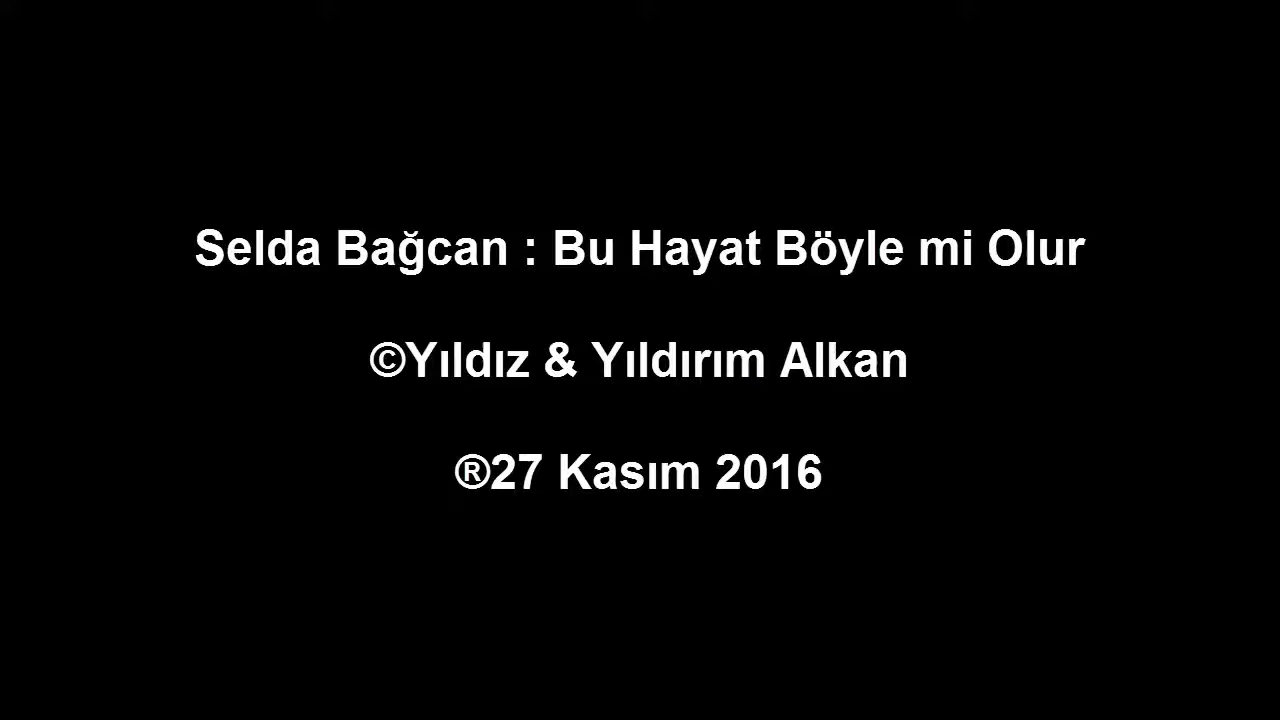 Selda Bağcan : Bu Hayat Böyle mi Olur
©Yıldız & Yıldırım Alkan
®27 Kasım 2016